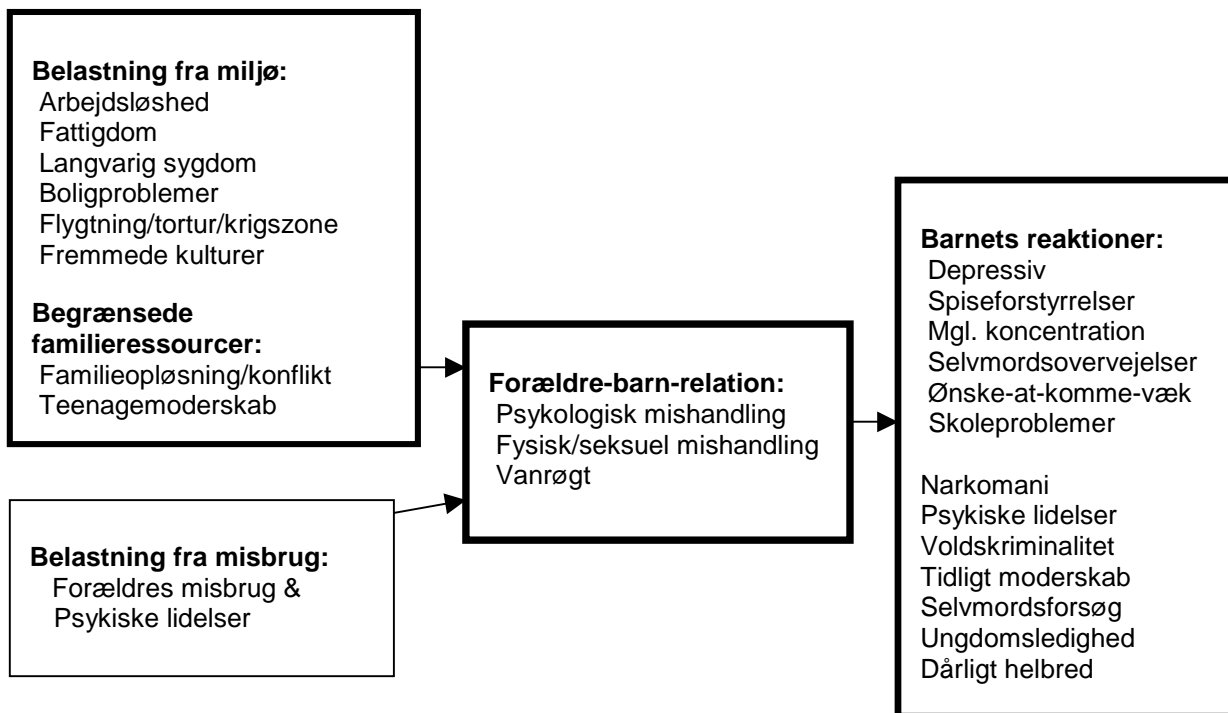 Belastning fra miljø:
Arbejdsløshed
Fattigdom
Langvarig sygdom
Boligproblemer
Flygtning/tortur/krigszone
Fremmede kulturer
Begrænsede
familieressourcer:
Familieopløsning/konflikt
Teenagemoderskab
Belastning fra misbrug:
Forældres misbrug &
Psykiske lidelser
Forældre-barn-relation:
Psykologisk mishandling
Fysisk/seksuel mishandling
Vanrøgt
Barnets reaktioner:
Depressiv
Spiseforstyrrelser
Mgl. koncentration
Selvmordsovervejelser
Ønske-at-komme-væk
Skoleproblemer
Narkomani
Psykiske lidelser
Voldskriminalitet
Tidligt moderskab
Selvmordsforsøg
Ungdomsledighed
Dårligt helbred